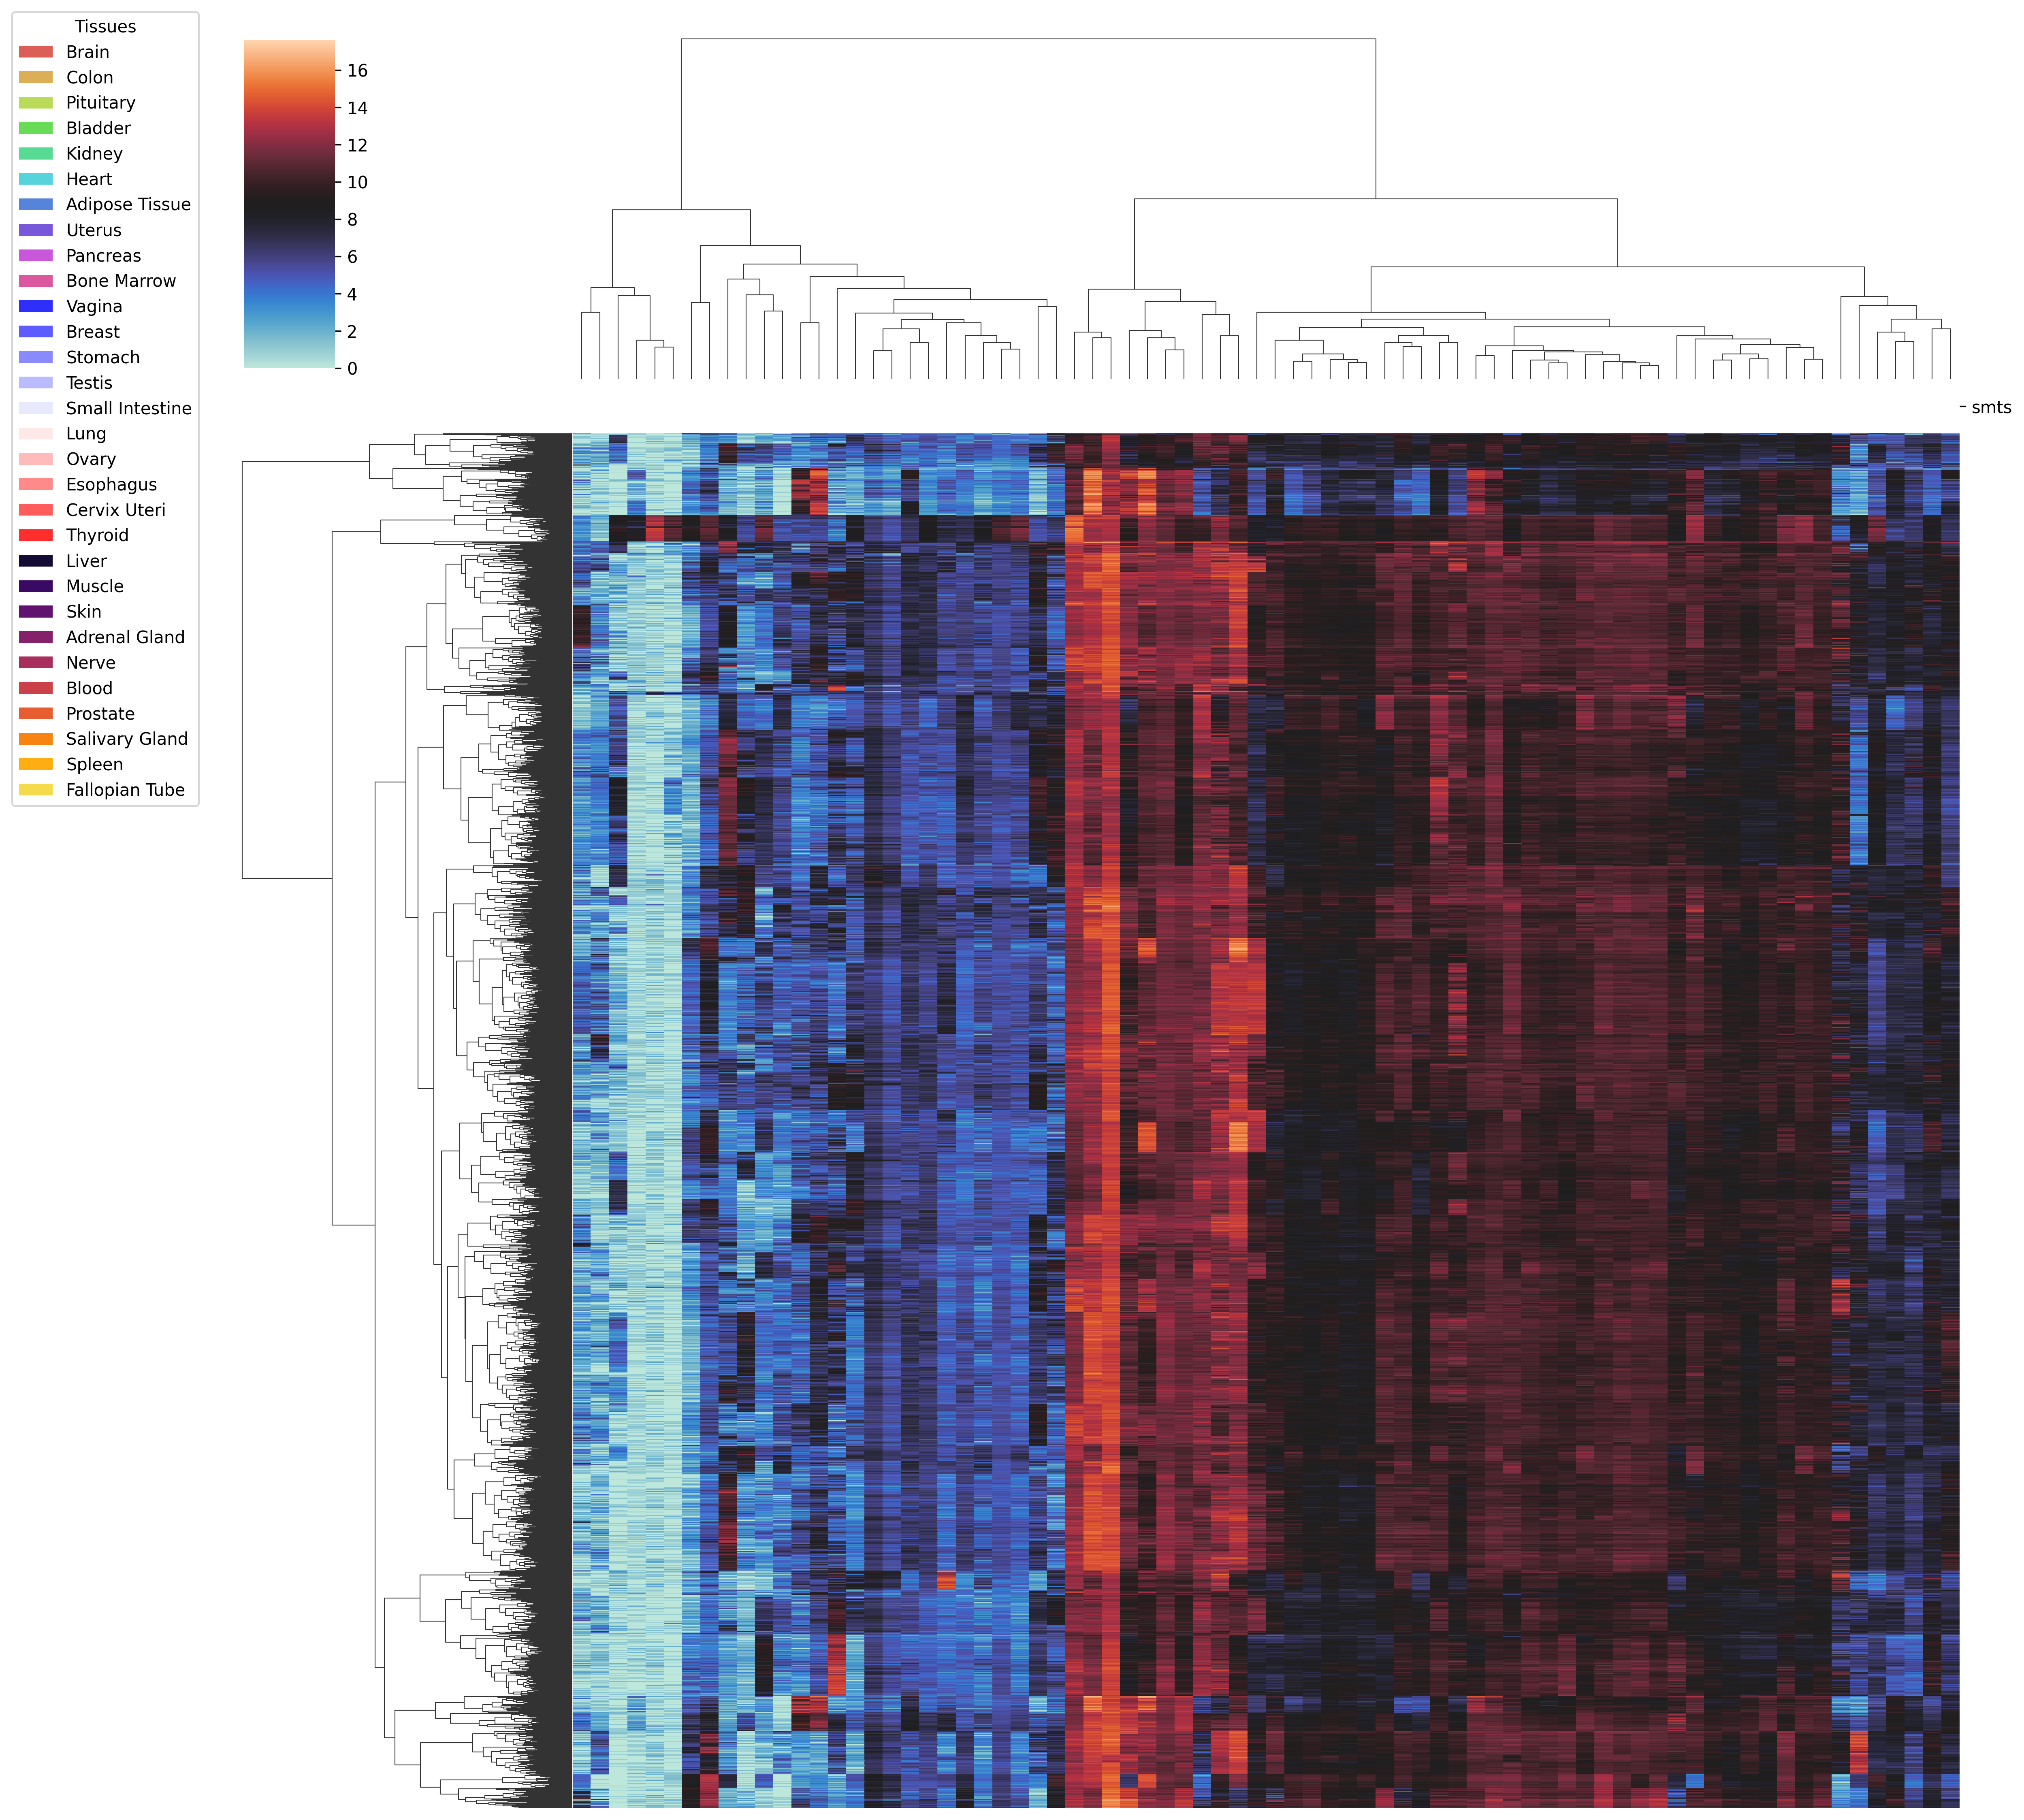 Tissues
Brain
Colon
Pituitary
Bladder
Kidney
Heart
Adipose Tissue
Uterus
Pancreas
Bone Marrow
Vagina
Breast
Stomach
Testis
Small Intestine
Lung
Ovary
Esophagus
Cervix Uteri
Thyroid
Liver
Muscle
Skin
Adrenal Gland
Nerve
Blood
Prostate
Salivary Gland
Spleen
Fallopian Tube
16
14
12
10
8
6
4
2
0
smts